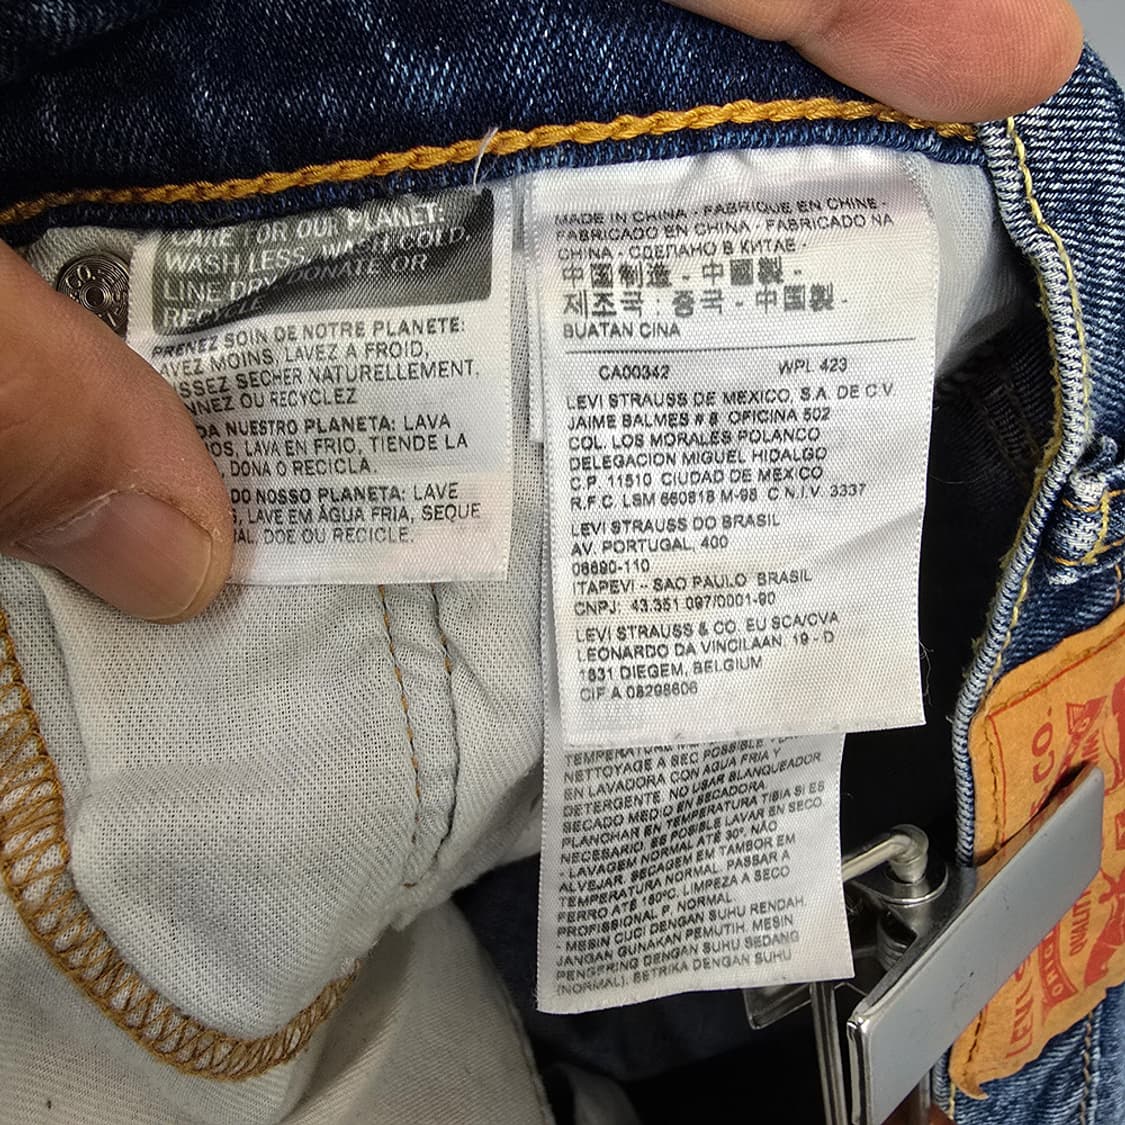 CARE FOR OUR PLANET:
WASH LESS, WASH COLD,
LINE DRY, DONATE OR
RECYCLE
PRENEZ SOIN DE NOTRE PLANETE:
LAVEZ MOINS, LAVEZ A FROID,
NATURELLEMENT,
OU RECYCLEZ
NUESTRO PLANETA: LAVA
LAVA EN FRIO, TIENDE LA
, DONA O RECICLA.
DO NOSSO PLANETA: LAVE
, LAVE EM ÁGUA FRIA, SEQUE
DOE OU RECICLE.
MADE IN CHINA - FABRIQUE EN CHINE -
FABRICADO EN CHINA - FABRICADO NA
CHINA - СДЕЛАНО В КИТАЕ -
中国制造 - 中國製 -
제조국 : 중국 - 中国製 -
BUATAN CINA
CA00342 WPL 423
LEVI STRAUSS DE MEXICO, S.A. DE C.V.
JAIME BALMES # 8 OFICINA 502
COL. LOS MORALES POLANCO
DELEGACION MIGUEL HIDALGO
C.P. 11510 CIUDAD DE MEXICO
R.F.C. LSM 660818 M-98 C.N.I.V. 3337
LEVI STRAUSS DO BRASIL
AV. PORTUGAL, 400
06690-110
ITAPEVI - SAO PAULO BRASIL
CNPJ: 43.351.097/0001-90
LEVI STRAUSS & CO. EU SCA/CVA
LEONARDO DA VINCILAAN, 19 - D
1831 DIEGEM, BELGIUM
CIF A 08298606
NETTOYAGE A SEC POSSIBLE.
EN LAVADORA CON AGUA FRIA Y
DETERGENTE. NO USAR BLANQUEADOR.
SECADO MEDIO EN SECADORA.
PLANCHAR EN TEMPERATURA TIBIA SI ES
NECESARIO. ES POSIBLE LAVAR EN SECO.
- LAVAGEM NORMAL ATÉ 30º. NÃO
ALVEJAR. SECAGEM EM TAMBOR EM
TEMPERATURA NORMAL. PASSAR A
FERRO ATÉ 150ºC. LIMPEZA A SECO
PROFISSIONAL P, NORMAL.
- MESIN CUCI DENGAN SUHU RENDAH.
JANGAN GUNAKAN PEMUTIH. MESIN
PENGERING DENGAN SUHU SEDANG
(NORMAL). SETRIKA DENGAN SUHU
QUALITY